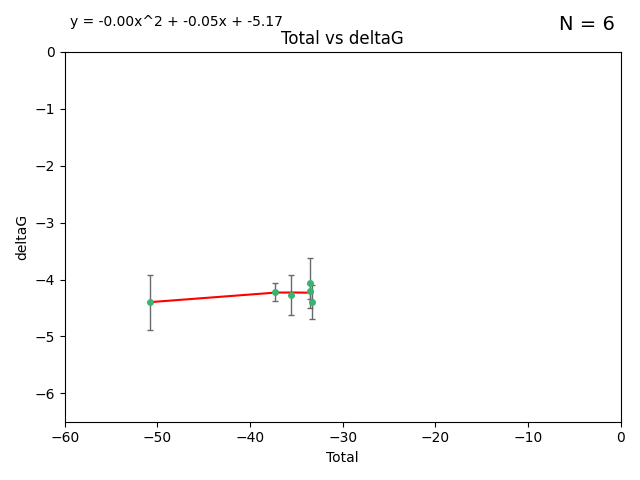 y = -0.00x^2 + -0.05x + -5.17
N = 6
Total vs deltaG
0
−1
−2
−3
−4
−5
−6
deltaG
−60 −50 −40 −30 −20 −10 0
Total